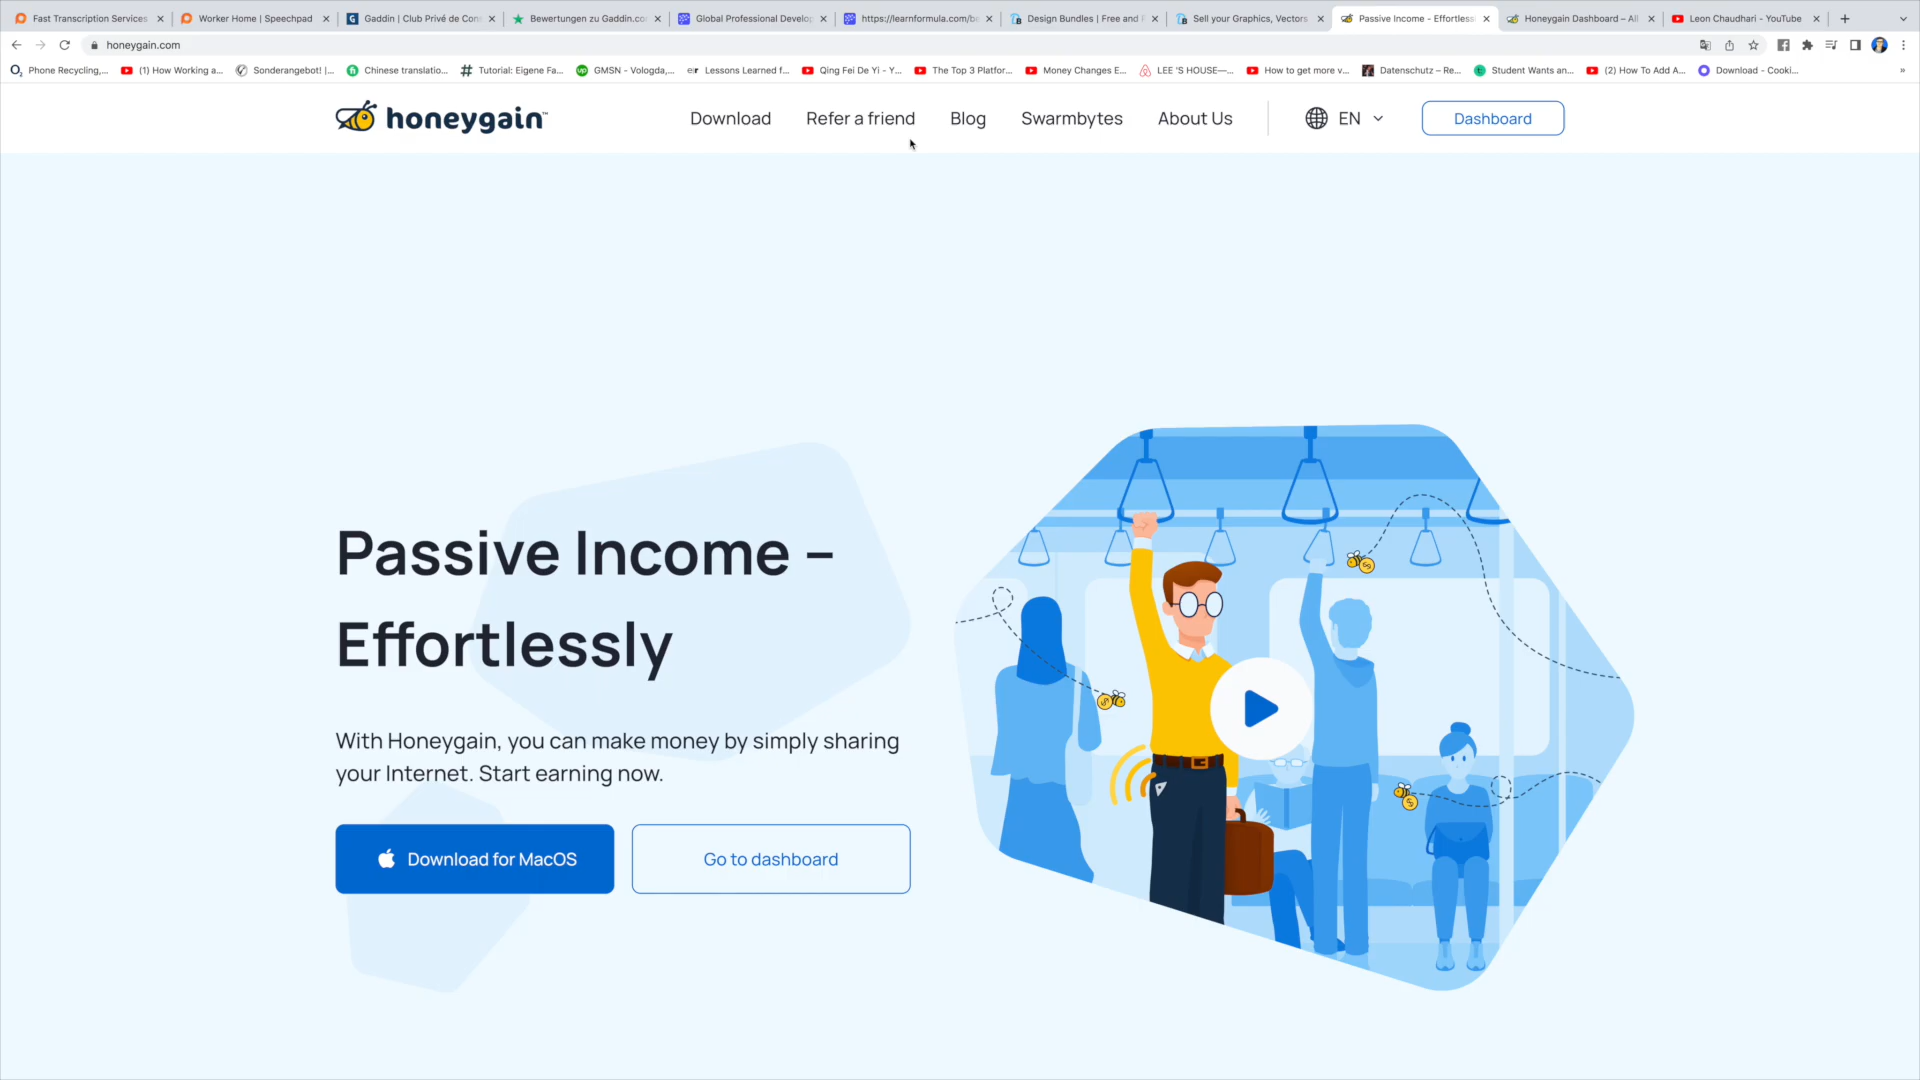 Fast Transcription Services
Worker Home | Speechpad
Gaddin | Club Privé de Con
Bewertungen zu Gaddin.co
Global Professional Develop
https://learnformula.com/b
Design Bundles | Free and
Sell your Graphics, Vectors
Passive Income - Effortless
Honeygain Dashboard – All
Leon Chaudhari - YouTube
honeygain.com
Phone Recycling,...
(1) How Working a...
Sonderangebot! |...
Chinese translatio...
Tutorial: Eigene Fa...
GMSN - Vologda,...
Lessons Learned f...
Qing Fei De Yi - Y...
The Top 3 Platfor...
Money Changes E...
LEE 'S HOUSE—...
How to get more v...
Datenschutz – Re...
Student Wants an...
(2) How To Add A...
Download - Cooki...
honeygain™
Download
Refer a friend
Blog
Swarmbytes
About Us
EN
Dashboard
Passive Income –
Effortlessly
With Honeygain, you can make money by simply sharing
your Internet. Start earning now.
Download for MacOS
Go to dashboard